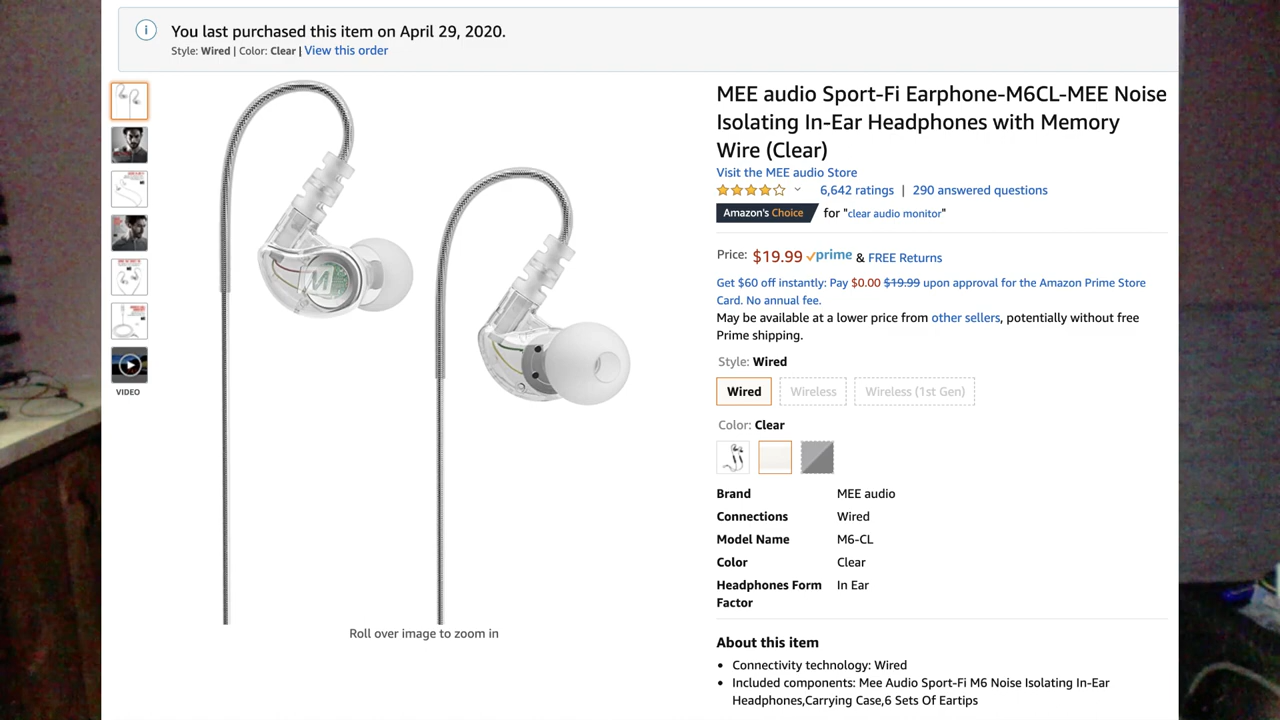 You last purchased this item on April 29, 2020.
Style: Wired | Color: Clear | View this order
MEE audio Sport-Fi Earphone-M6CL-MEE Noise
Isolating In-Ear Headphones with Memory
Wire (Clear)
Visit the MEE audio Store
6,642 ratings | 290 answered questions
Amazon's Choice for "clear audio monitor"
Price: $19.99 prime & FREE Returns
Get $60 off instantly: Pay $0.00 $19.99 upon approval for the Amazon Prime Store
Card. No annual fee.
May be available at a lower price from other sellers, potentially without free
Prime shipping.
Style: Wired
Wired Wireless Wireless (1st Gen)
Color: Clear
Brand MEE audio
Connections Wired
Model Name M6-CL
Color Clear
Headphones Form In Ear
Factor
About this item
• Connectivity technology: Wired
• Included components: Mee Audio Sport-Fi M6 Noise Isolating In-Ear
Headphones,Carrying Case,6 Sets Of Eartips
VIDEO
Roll over image to zoom in
M